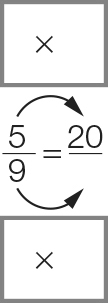 ×
5/9 = 20/
×